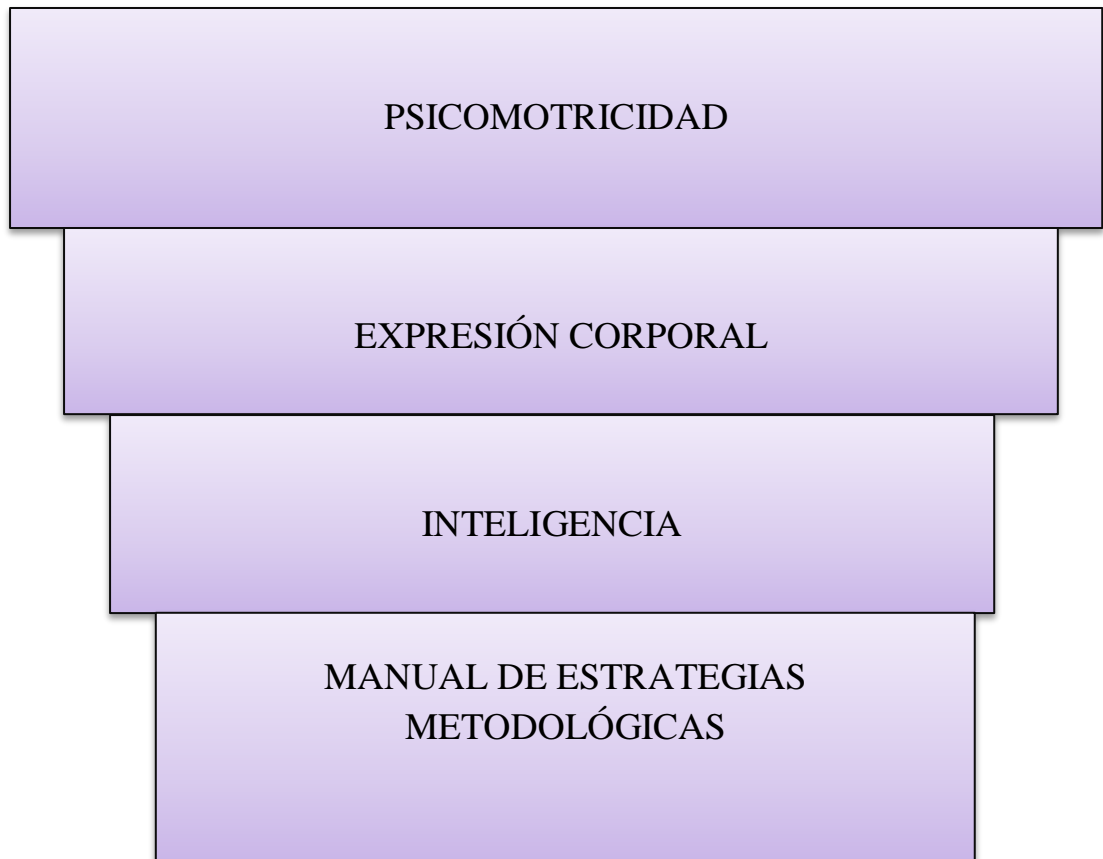 PSICOMOTRICIDAD
EXPRESIÓN CORPORAL
INTELIGENCIA
MANUAL DE ESTRATEGIAS
METODOLÓGICAS